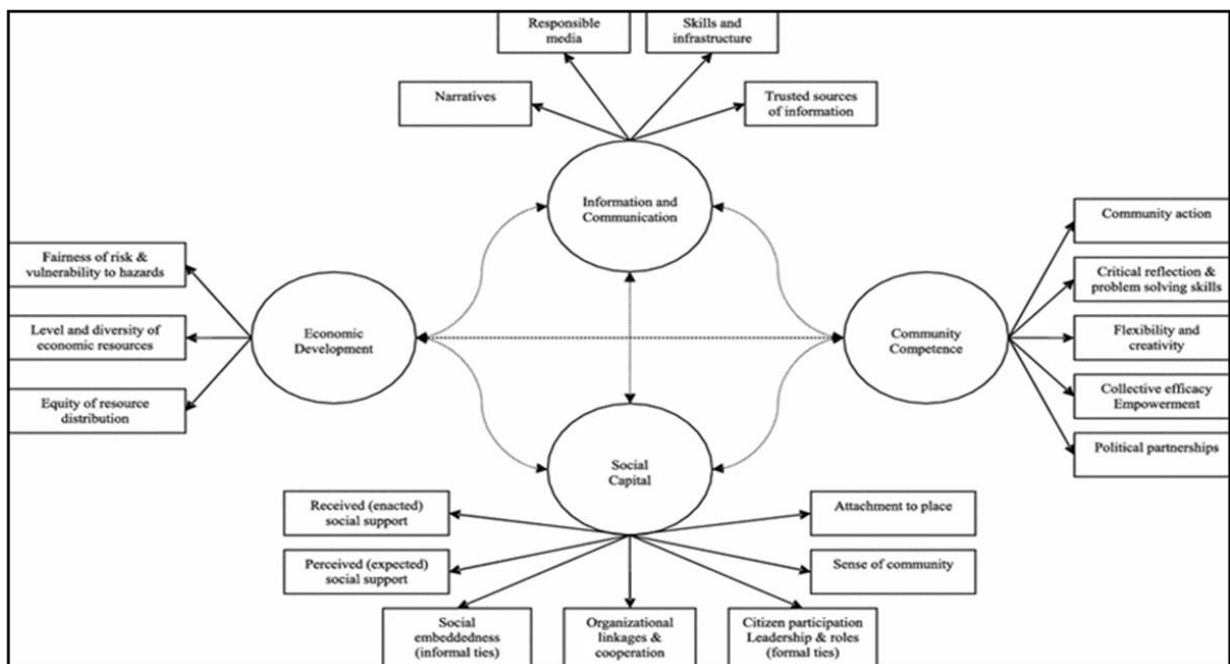 Responsible
media
Skills and
infrastructure
Narratives
Trusted sources
of information
Information and
Communication
Fairness of risk &
vulnerability to hazards
Level and diversity of
economic resources
Equity of resource
distribution
Economic
Development
Community
Competence
Community action
Critical reflection &
problem solving skills
Flexibility and
creativity
Collective efficacy
Empowerment
Political partnerships
Social
Capital
Received (enacted)
social support
Perceived (expected)
social support
Social
embeddedness
(informal ties)
Organizational
linkages &
cooperation
Citizen participation
Leadership & roles
(formal ties)
Attachment to place
Sense of community